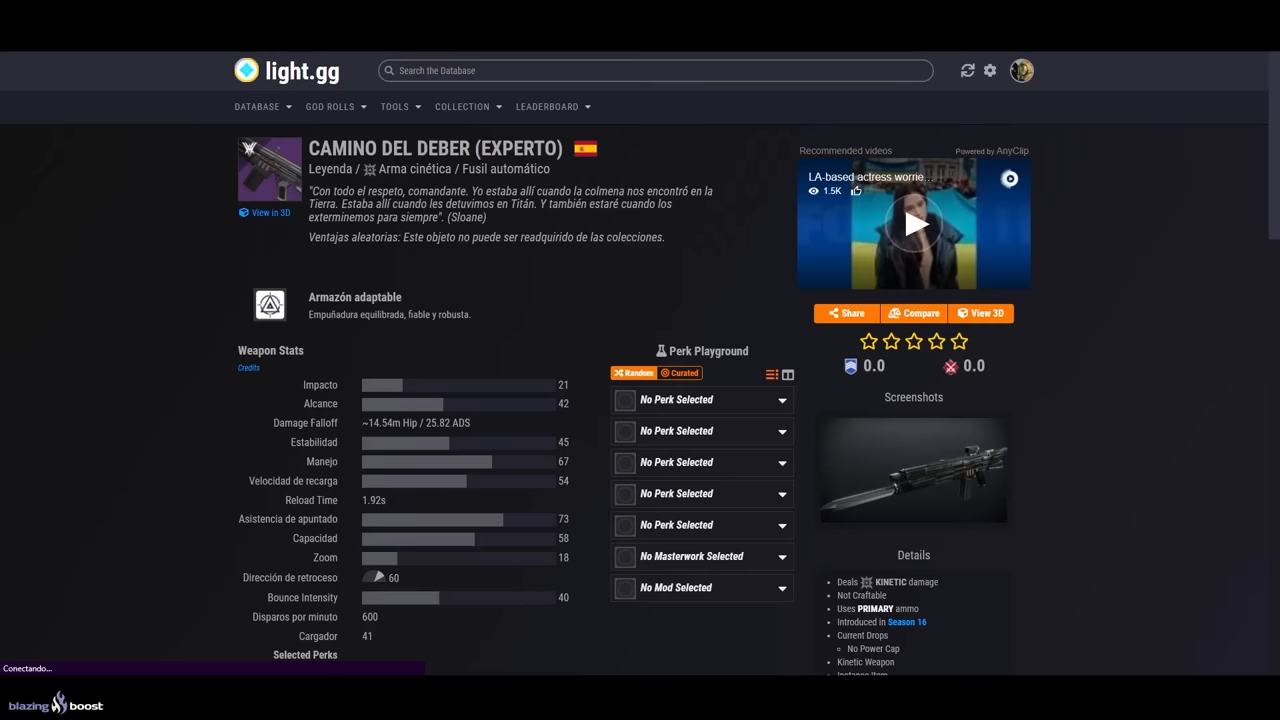 light.gg
Search the Database
DATABASE
GOD ROLLS
TOOLS
COLLECTION
LEADERBOARD
CAMINO DEL DEBER (EXPERTO)
Leyenda / Arma cinética / Fusil automático
"Con todo el respeto, comandante. Yo estaba allí cuando la colmena nos encontró en la
Tierra. Estaba allí cuando les detuvimos en Titán. Y también estaré cuando los
exterminemos para siempre". (Sloane)
View in 3D
Ventajas aleatorias: Este objeto no puede ser readquirido de las colecciones.
Armazón adaptable
Empuñadura equilibrada, fiable y robusta.
Weapon Stats
Credits
Impacto 21
Alcance 42
Damage Falloff ~14.54m Hip / 25.82 ADS
Estabilidad 45
Manejo 67
Velocidad de recarga 54
Reload Time 1.92s
Asistencia de apuntado 73
Capacidad 58
Zoom 18
Dirección de retroceso 60
Bounce Intensity 40
Disparos por minuto 600
Cargador 41
Selected Perks
Perk Playground
Random Curated
No Perk Selected
No Perk Selected
No Perk Selected
No Perk Selected
No Perk Selected
No Masterwork Selected
No Mod Selected
Recommended videos
Powered by AnyClip
LA-based actress worrie...
1.5K
Share Compare View 3D
0.0 0.0
Screenshots
Details
Deals KINETIC damage
Not Craftable
Uses PRIMARY ammo
Introduced in Season 16
Current Drops
No Power Cap
Kinetic Weapon
Instance Item
Conectando...
blazing boost